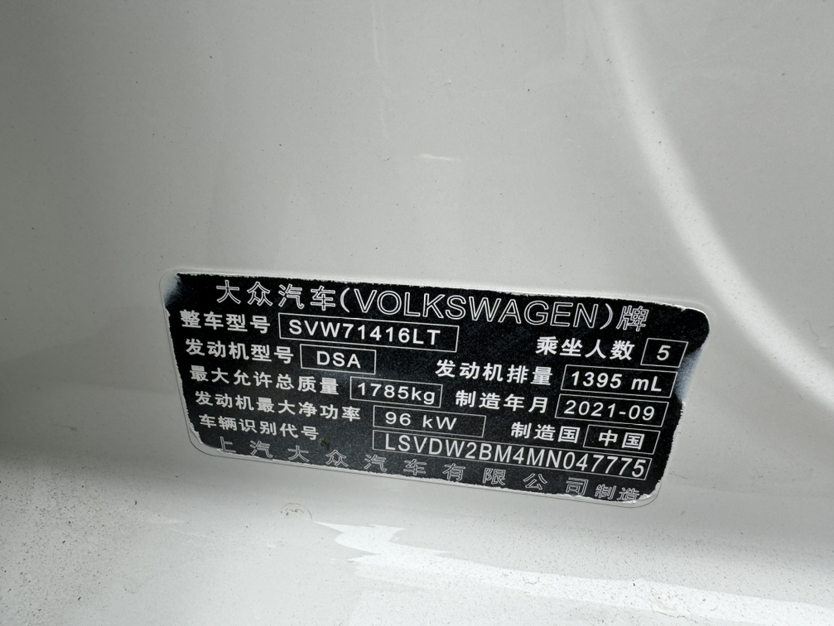 大众汽车(VOLKSWAGEN)牌
整车型号 SVW71416LT 乘坐人数 5
发动机型号 DSA 发动机排量 1395 mL
最大允许总质量 1785kg 制造年月 2021-09
发动机最大净功率 96 kW 制造国 中国
车辆识别代号 LSVDW2BM4MN047775
上汽大众汽车有限公司制造